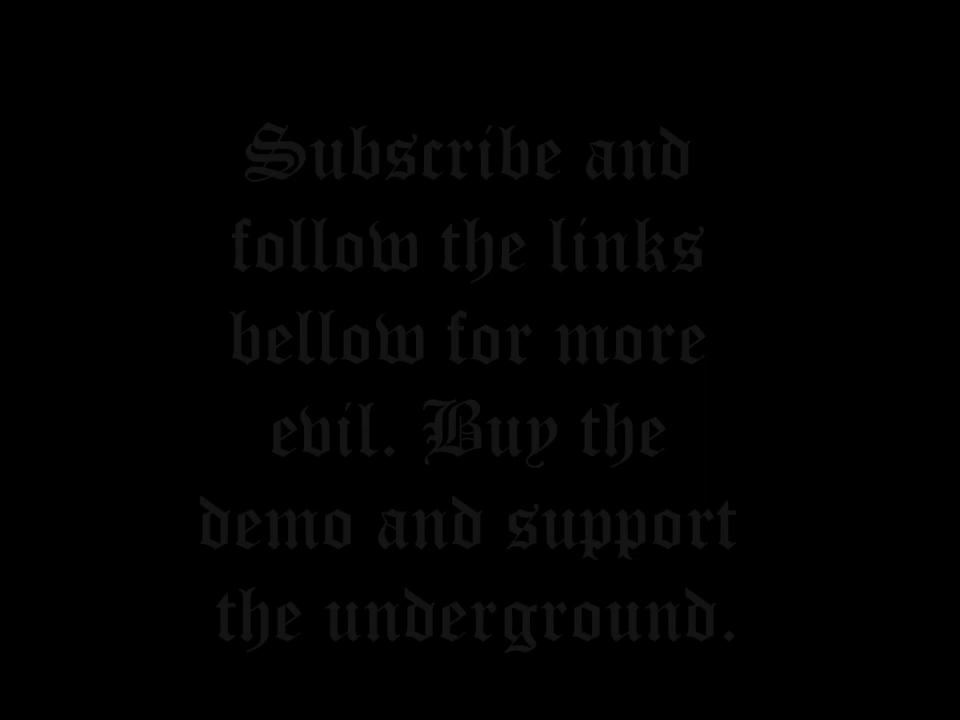 Subscribe and
follow the links
bellow for more
evil. Buy the
demo and support
the underground.